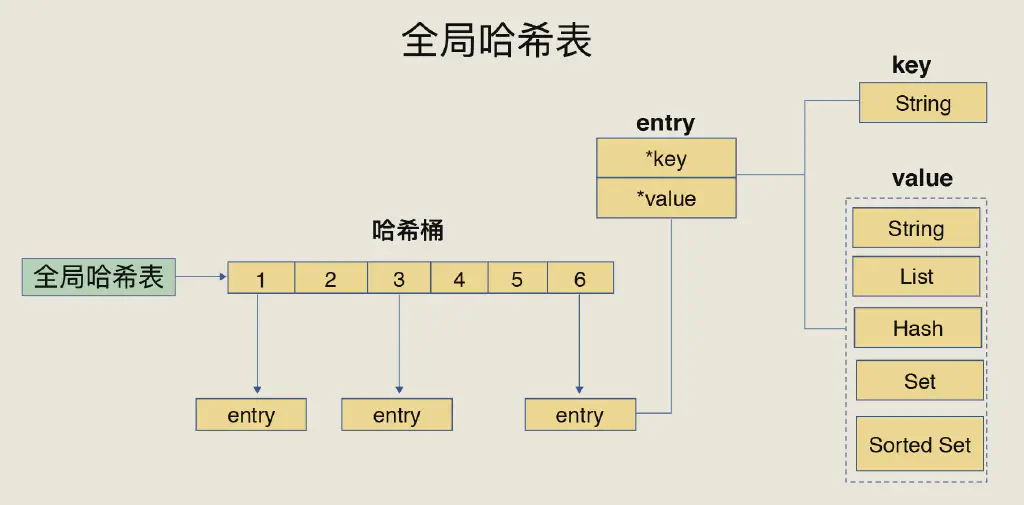 全局哈希表
key
String
entry
*key
*value
value
String
List
Hash
Set
Sorted Set
哈希桶
全局哈希表
1
2
3
4
5
6
entry
entry
entry